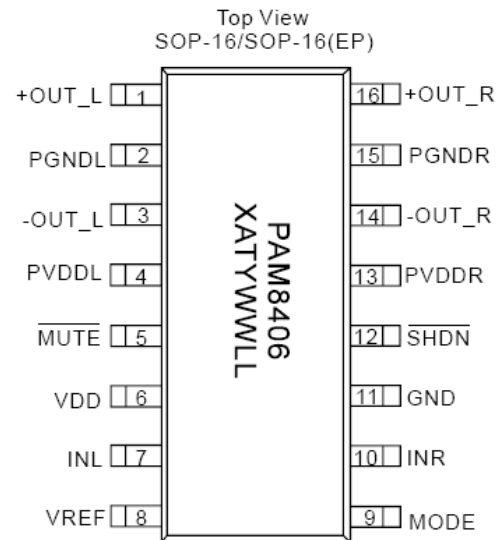 Top View
SOP-16/SOP-16(EP)
+OUT_L 1
16 +OUT_R
PGNDL 2
15 PGNDR
-OUT_L 3
14 -OUT_R
PVDDL 4
13 PVDDR
MUTE 5
12 SHDN
VDD 6
11 GND
INL 7
10 INR
VREF 8
9 MODE
PAM8406
XATYWWLL